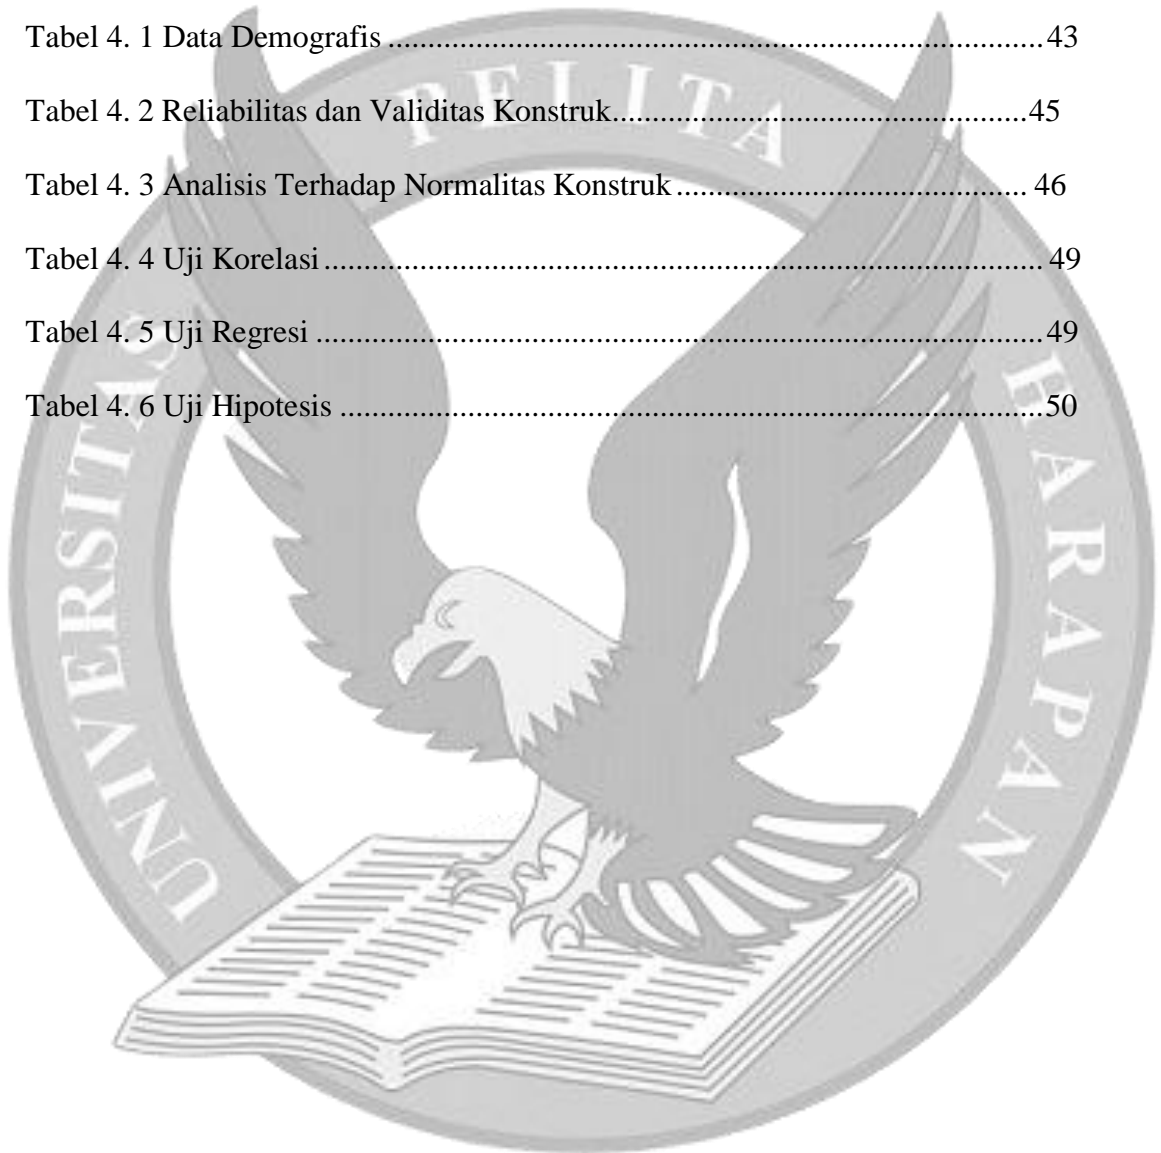 Tabel 4. 1 Data Demografis ........................................................................................ 43
Tabel 4. 2 Reliabilitas dan Validitas Konstruk........................................................45
Tabel 4. 3 Analisis Terhadap Normalitas Konstruk ............................................... 46
Tabel 4. 4 Uji Korelasi ................................................................................................ 49
Tabel 4. 5 Uji Regresi ..................................................................................................49
Tabel 4. 6 Uji Hipotesis ..............................................................................................50
UNIVERSITAS PELITA HARAPAN